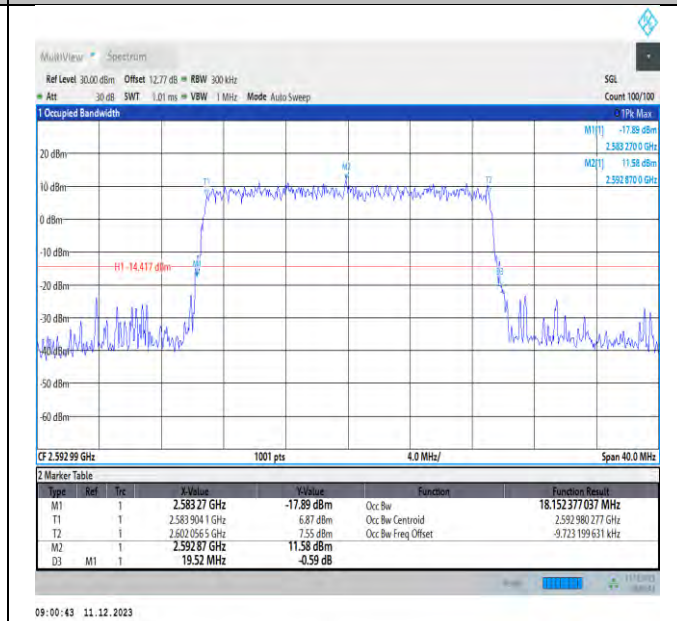 MultiView Spectrum
Ref Level 30.00 dBm Offset 12.77 dB RBW 300 kHz SGL
Att 30 dB SWT 1.01 ms VBW 1 MHz Mode Auto Sweep Count 100/100
1 Occupied Bandwidth 1Pk Max
M1[1] -17.89 dBm
2.583 270 0 GHz
M2[1] 11.58 dBm
2.592 870 0 GHz
20 dBm
M2
T1
T2
10 dBm
0 dBm
-10 dBm
H1 -14.417 dBm
M1
D3
-20 dBm
-30 dBm
-40 dBm
-50 dBm
-60 dBm
CF 2.592 99 GHz 1001 pts 4.0 MHz/ Span 40.0 MHz
2 Marker Table
Type Ref Trc X-Value Y-Value Function Function Result
M1 1 2.583 27 GHz -17.89 dBm Occ Bw 18.152 377 037 MHz
T1 1 2.583 904 1 GHz 6.87 dBm Occ Bw Centroid 2.592 980 277 GHz
T2 1 2.602 056 5 GHz 7.55 dBm Occ Bw Freq Offset -9.723 199 631 kHz
M2 1 2.592 87 GHz 11.58 dBm
D3 M1 1 19.52 MHz -0.59 dB
09:00:43 11.12.2023